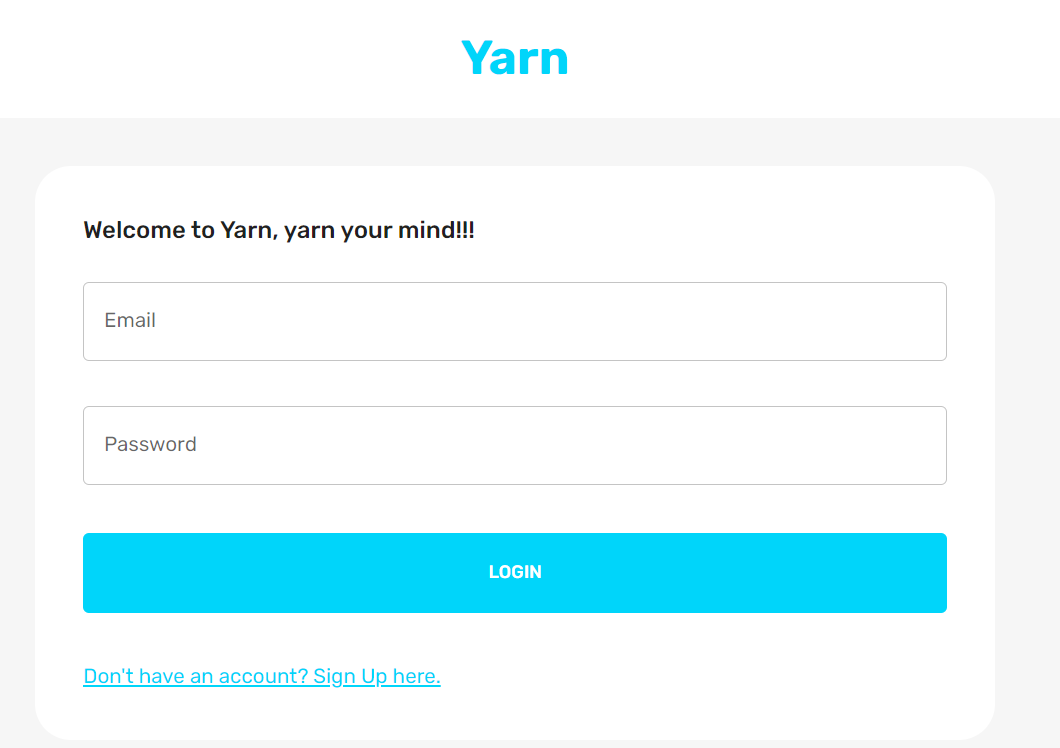 Yarn
Welcome to Yarn, yarn your mind!!!
Email
Password
LOGIN
Don't have an account? Sign Up here.